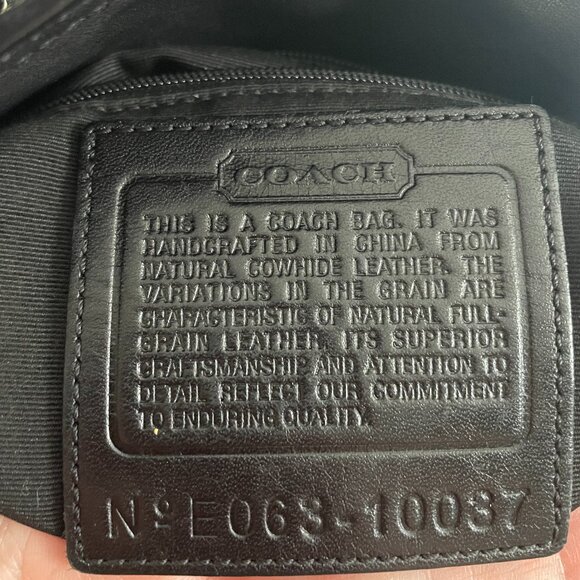 COACH
THIS IS A COACH BAG. IT WAS
HANDCRAFTED IN CHINA FROM
NATURAL COWHIDE LEATHER. THE
VARIATIONS IN THE GRAIN ARE
CHARACTERISTIC OF NATURAL FULL-
GRAIN LEATHER. ITS SUPERIOR
CRAFTSMANSHIP AND ATTENTION TO
DETAIL REFLECT OUR COMMITMENT
TO ENDURING QUALITY.
Nº E063-10037